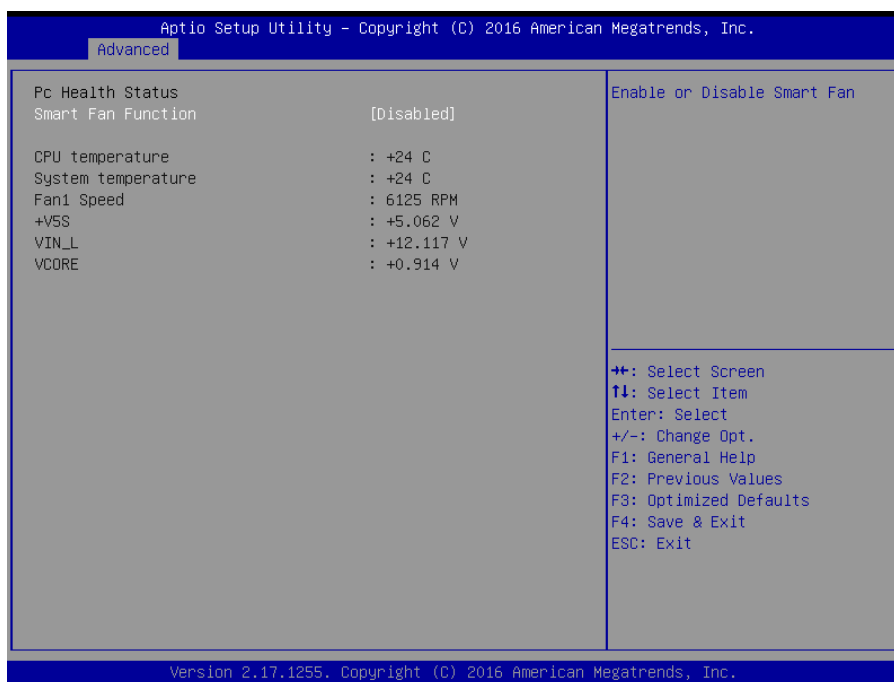 Aptio Setup Utility – Copyright (C) 2016 American Megatrends, Inc.
Advanced
Pc Health Status
Smart Fan Function [Disabled]
CPU temperature : +24 C
System temperature : +24 C
Fan1 Speed : 6125 RPM
+V5S : +5.062 V
VIN_L : +12.117 V
VCORE : +0.914 V
Enable or Disable Smart Fan
→←: Select Screen
↑↓: Select Item
Enter: Select
+/-: Change Opt.
F1: General Help
F2: Previous Values
F3: Optimized Defaults
F4: Save & Exit
ESC: Exit
Version 2.17.1255. Copyright (C) 2016 American Megatrends, Inc.